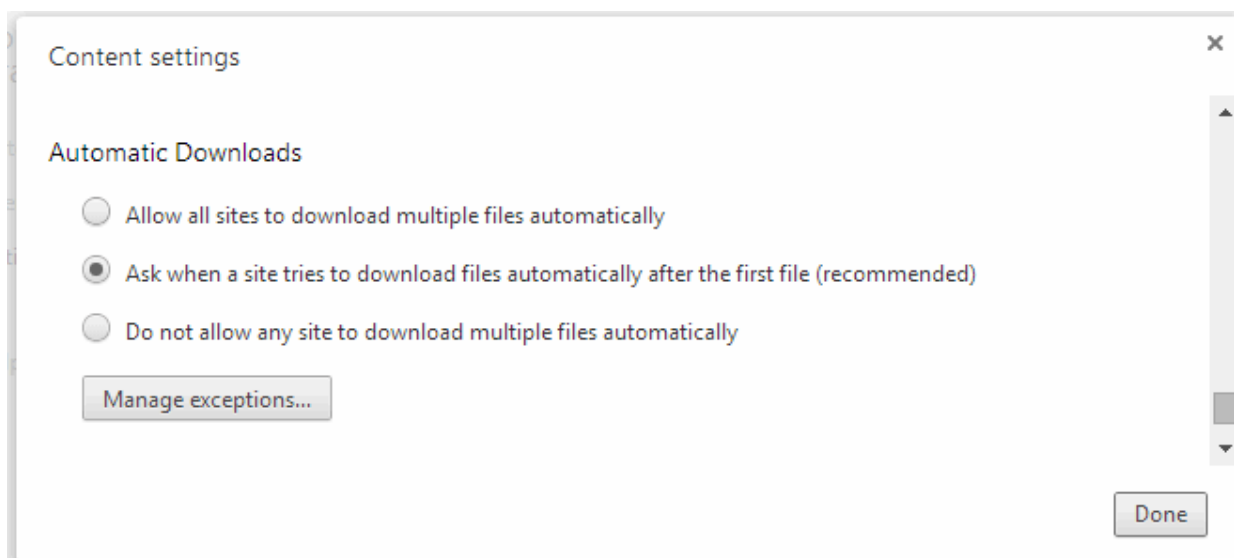 Content settings
Automatic Downloads
Allow all sites to download multiple files automatically
Ask when a site tries to download files automatically after the first file (recommended)
Do not allow any site to download multiple files automatically
Manage exceptions...
Done